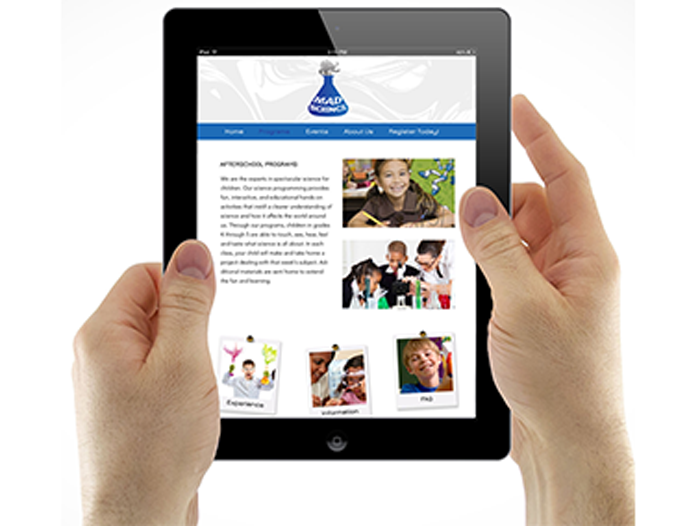 iPad
MAD
SCIENCE
Home Programs Events About Us Register Today!
AFTERSCHOOL PROGRAMS
We are the experts in spectacular science for
children. Our science programming provides
fun, interactive, and educational hands on
activities that instill a clearer understanding of
science and how it affects the world around
us. Through our programs, children in grades
K through 5 are able to touch, see, hear, feel
and taste what science is all about. In each
class, your child will make and take home a
project dealing with that week's subject. Add
itional materials are sent home to extend
the fun and learning.
Experience
Information
FAQ